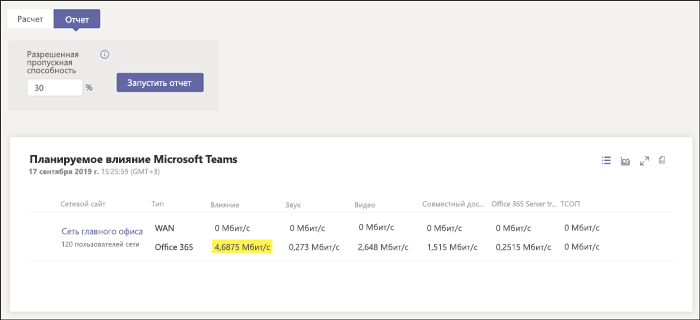 Расчет Отчет
Разрешенная
пропускная
способность
30 % Запустить отчет
Планируемое влияние Microsoft Teams
17 сентября 2019 г. 15:25:59 (GMT+3)
Сетевой сайт Тип Влияние Звук Видео Совместный дос... Office 365 Server tr... ТСОП
Сеть главного офиса WAN 0 Мбит/с 0 Мбит/с 0 Мбит/с 0 Мбит/с 0 Мбит/с 0 Мбит/с
120 пользователей сети Office 365 4,6875 Мбит/с 0,273 Мбит/с 2,648 Мбит/с 1,515 Мбит/с 0,2515 Мбит/с 0 Мбит/с